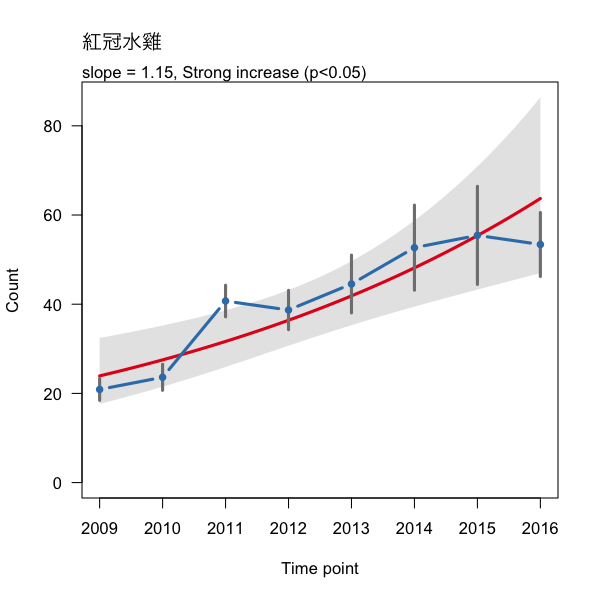 紅冠水雞
slope = 1.15, Strong increase (p<0.05)
Count
80
60
40
20
0
2009 2010 2011 2012 2013 2014 2015 2016
Time point